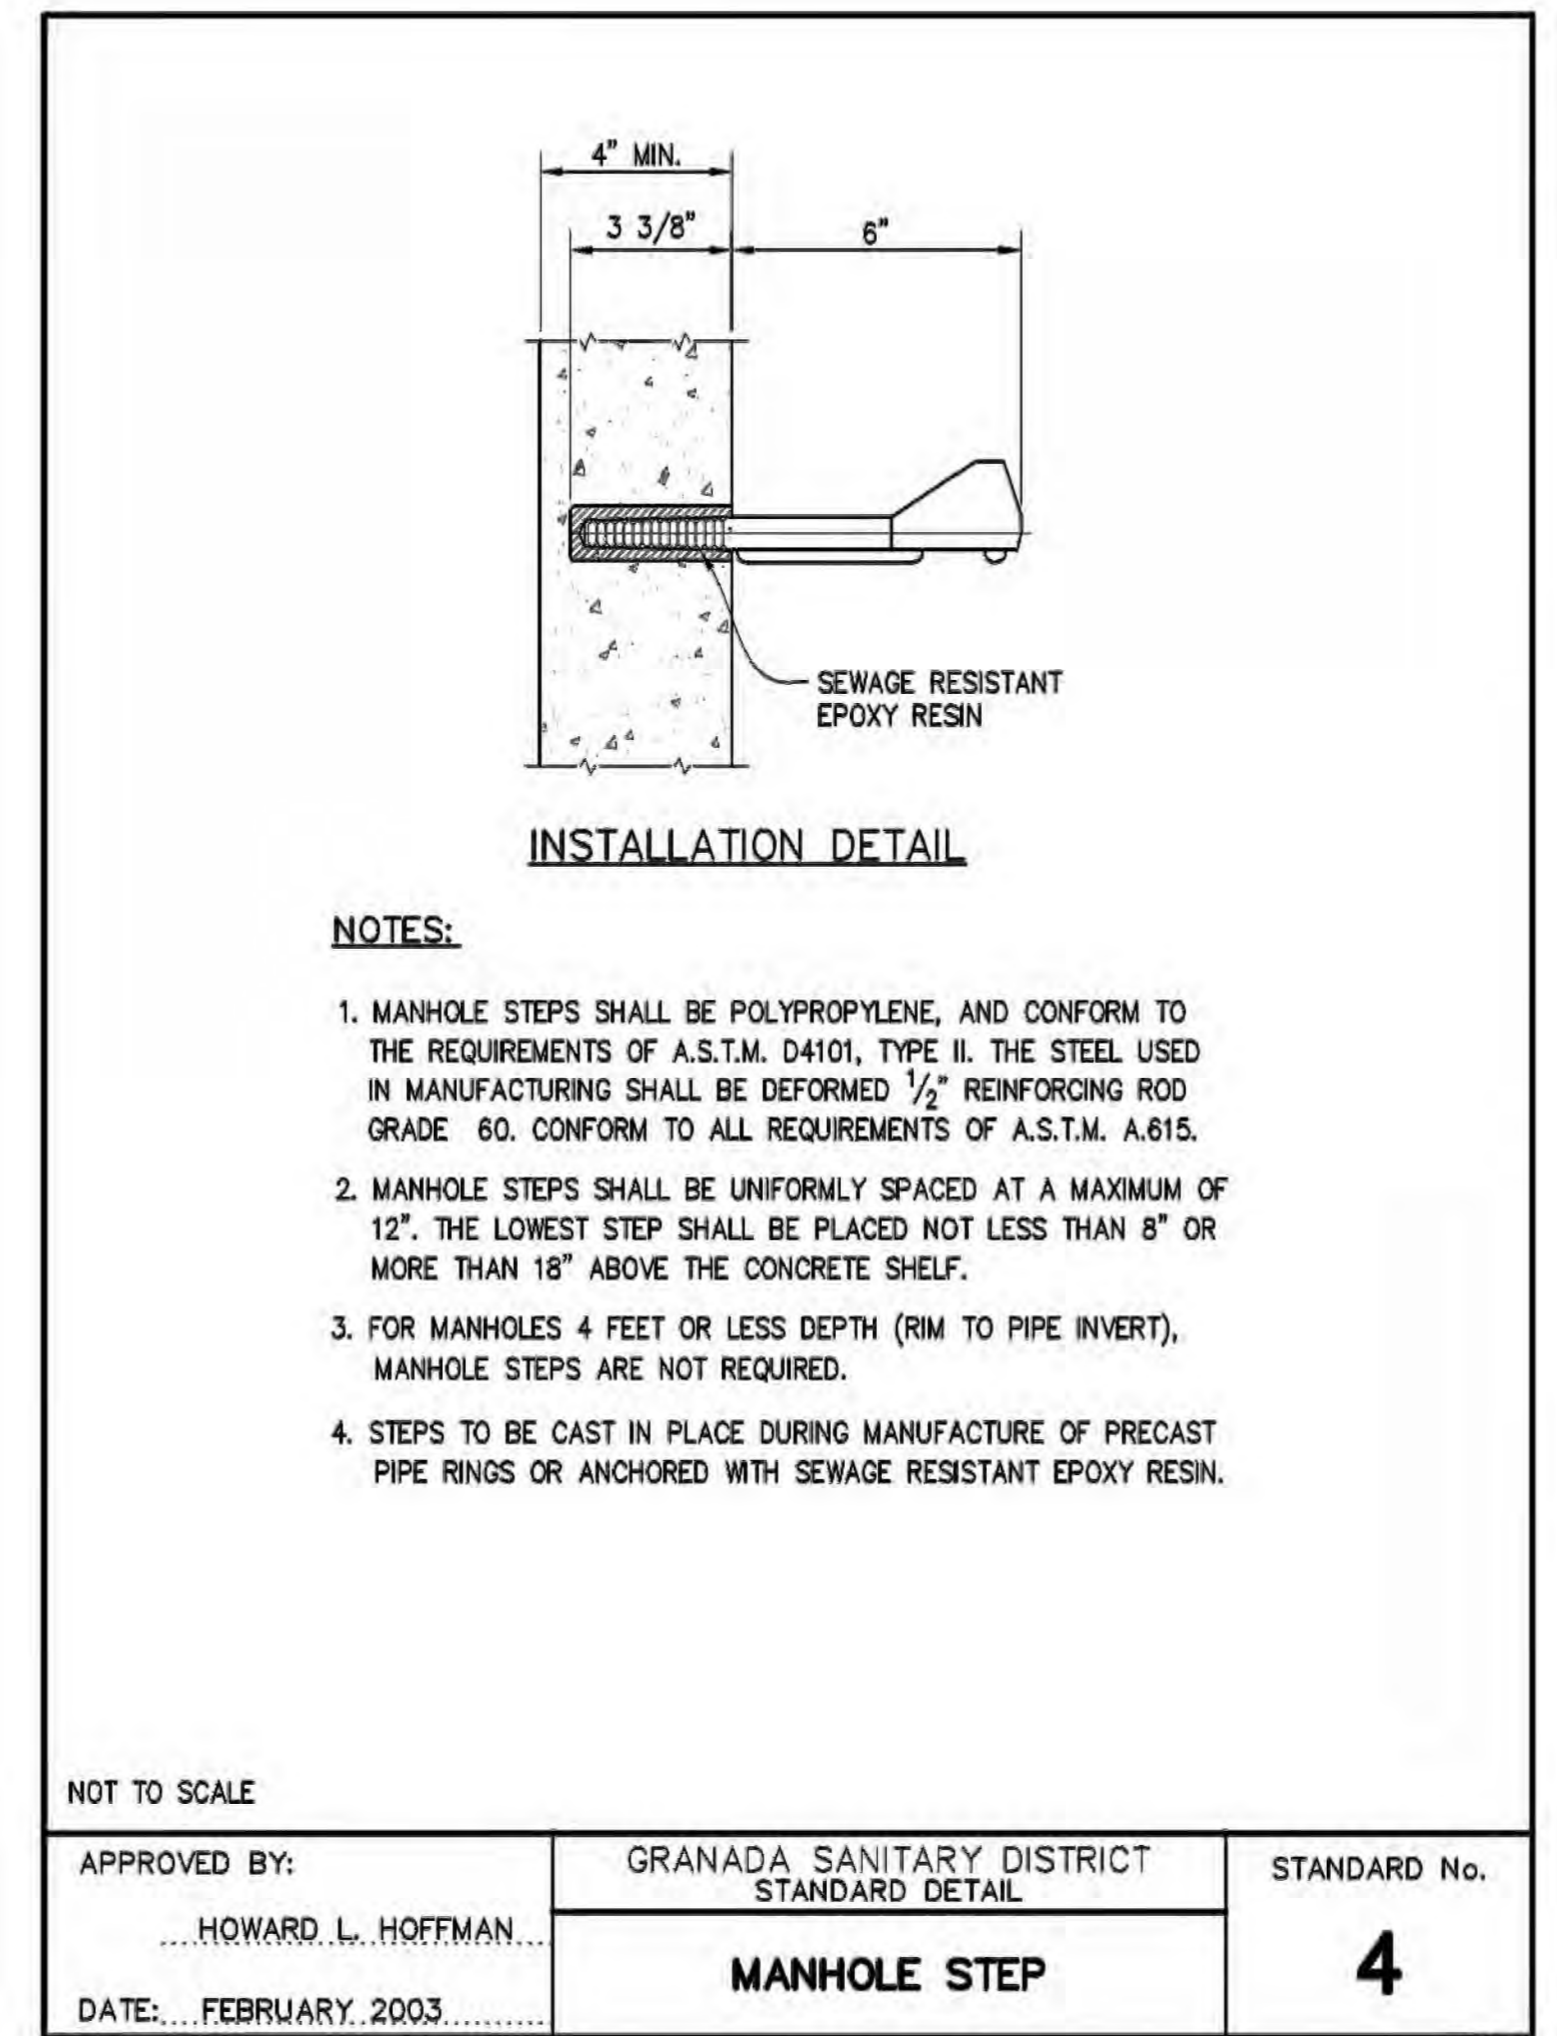 4" MIN.
3 3/8"
6"
SEWAGE RESISTANT
EPOXY RESIN
INSTALLATION DETAIL
NOTES:
1. MANHOLE STEPS SHALL BE POLYPROPYLENE, AND CONFORM TO
THE REQUIREMENTS OF A.S.T.M. D4101, TYPE II. THE STEEL USED
IN MANUFACTURING SHALL BE DEFORMED 1/2" REINFORCING ROD
GRADE 60. CONFORM TO ALL REQUIREMENTS OF A.S.T.M. A.615.
2. MANHOLE STEPS SHALL BE UNIFORMLY SPACED AT A MAXIMUM OF
12". THE LOWEST STEP SHALL BE PLACED NOT LESS THAN 8" OR
MORE THAN 18" ABOVE THE CONCRETE SHELF.
3. FOR MANHOLES 4 FEET OR LESS DEPTH (RIM TO PIPE INVERT),
MANHOLE STEPS ARE NOT REQUIRED.
4. STEPS TO BE CAST IN PLACE DURING MANUFACTURE OF PRECAST
PIPE RINGS OR ANCHORED WITH SEWAGE RESISTANT EPOXY RESIN.
NOT TO SCALE
APPROVED BY:
HOWARD L. HOFFMAN
DATE: FEBRUARY 2003
GRANADA SANITARY DISTRICT
STANDARD DETAIL
MANHOLE STEP
STANDARD No.
4